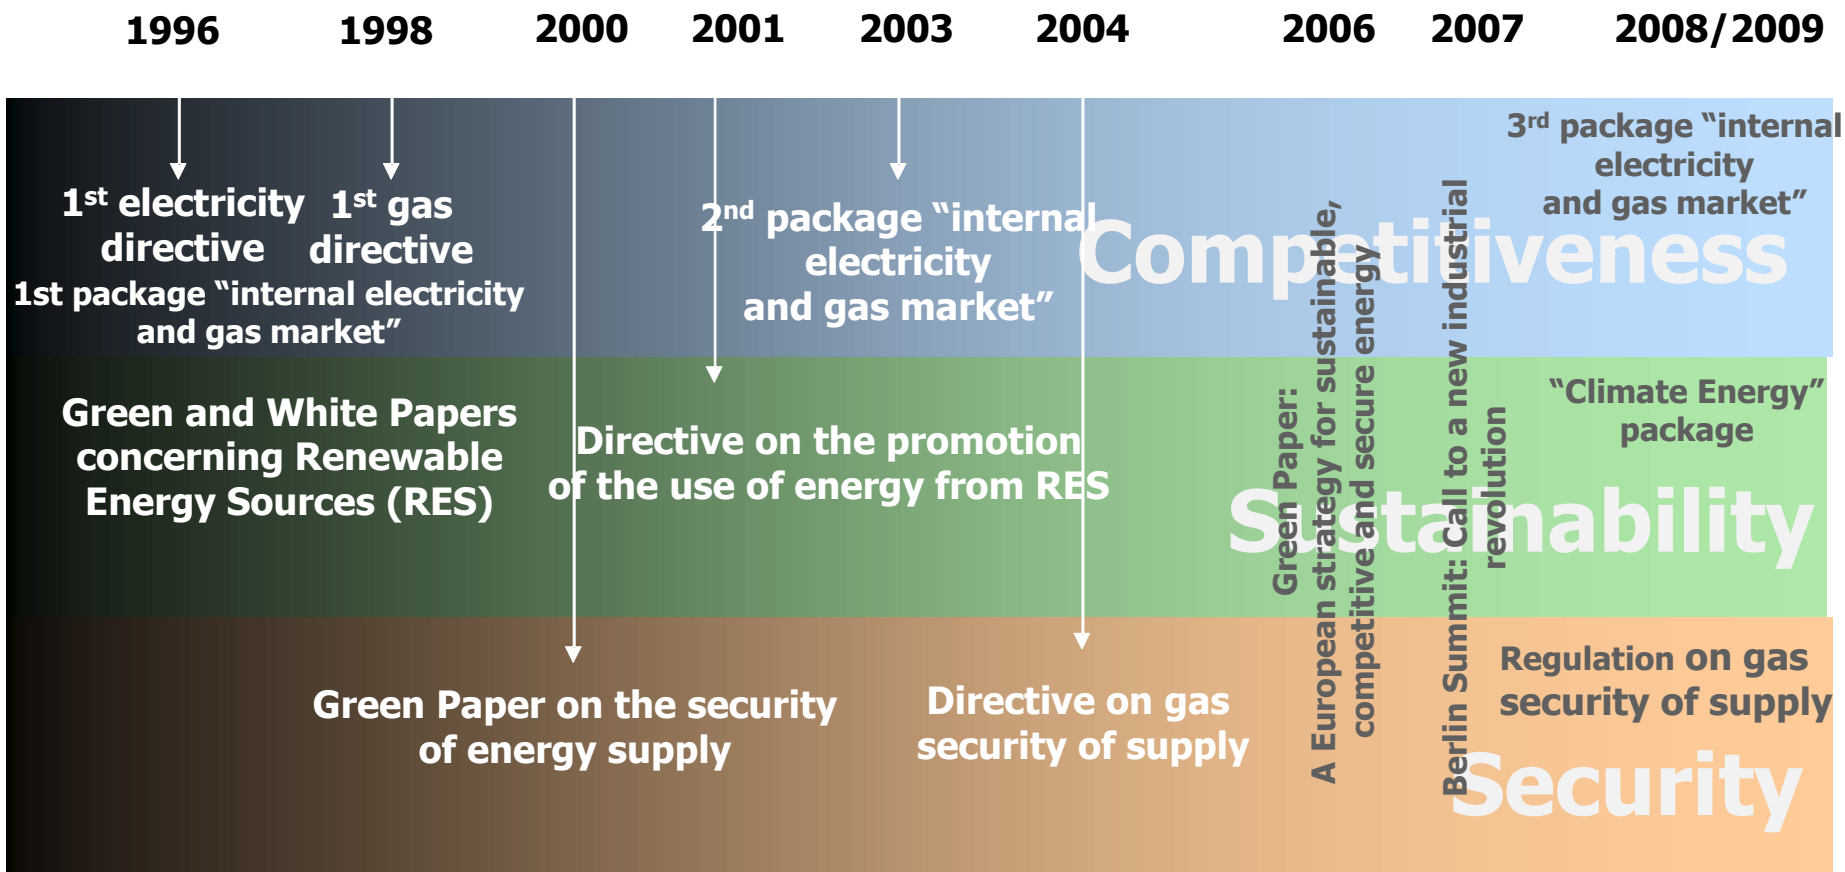 1996 1998 2000 2001 2003 2004 2006 2007 2008/2009
1st electricity
directive
1st gas
directive
1st package “internal electricity
and gas market”
2nd package “internal
electricity
and gas market”
3rd package “internal
electricity
and gas market”
Competitiveness
Green and White Papers
concerning Renewable
Energy Sources (RES)
Directive on the promotion
of the use of energy from RES
Green Paper:
A European strategy for sustainable,
competitive and secure energy
Berlin Summit: Call to a new industrial
revolution
“Climate Energy”
package
Sustainability
Green Paper on the security
of energy supply
Directive on gas
security of supply
Regulation on gas
security of supply
Security